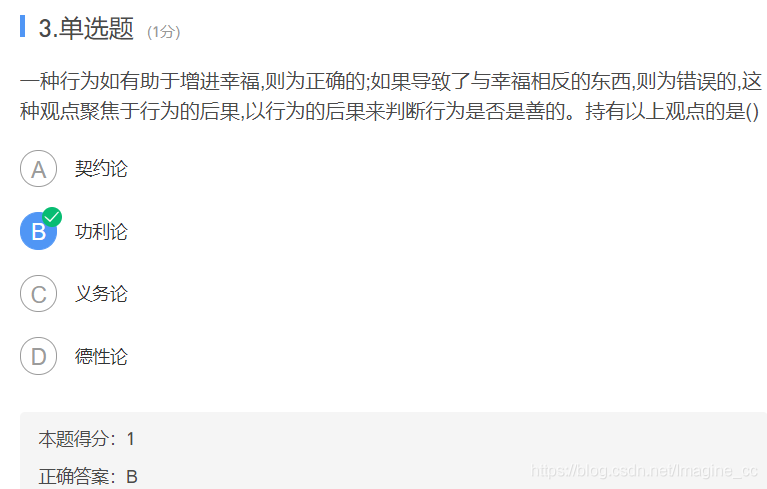 3.单选题 (1分)
一种行为如有助于增进幸福,则为正确的;如果导致了与幸福相反的东西,则为错误的,这
种观点聚焦于行为的后果,以行为的后果来判断行为是否是善的。持有以上观点的是()
A 契约论
B 功利论
C 义务论
D 德性论
本题得分：1
正确答案：B
https://blog.csdn.net/Imagine_cc